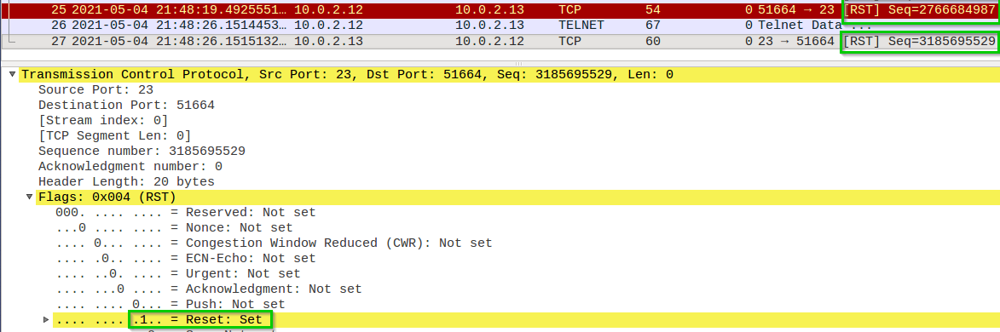 25 2021-05-04 21:48:19.4925551… 10.0.2.12 10.0.2.13 TCP 54 0 51664 → 23 [RST] Seq=2766684987
26 2021-05-04 21:48:26.1514453… 10.0.2.12 10.0.2.13 TELNET 67 0 Telnet Data ...
27 2021-05-04 21:48:26.1515132… 10.0.2.13 10.0.2.12 TCP 60 0 23 → 51664 [RST] Seq=3185695529
Transmission Control Protocol, Src Port: 23, Dst Port: 51664, Seq: 3185695529, Len: 0
Source Port: 23
Destination Port: 51664
[Stream index: 0]
[TCP Segment Len: 0]
Sequence number: 3185695529
Acknowledgment number: 0
Header Length: 20 bytes
Flags: 0x004 (RST)
000. .... .... = Reserved: Not set
...0 .... .... = Nonce: Not set
.... 0... .... = Congestion Window Reduced (CWR): Not set
.... .0.. .... = ECN-Echo: Not set
.... ..0. .... = Urgent: Not set
.... ...0 .... = Acknowledgment: Not set
.... .... 0... = Push: Not set
.... .... .1.. = Reset: Set